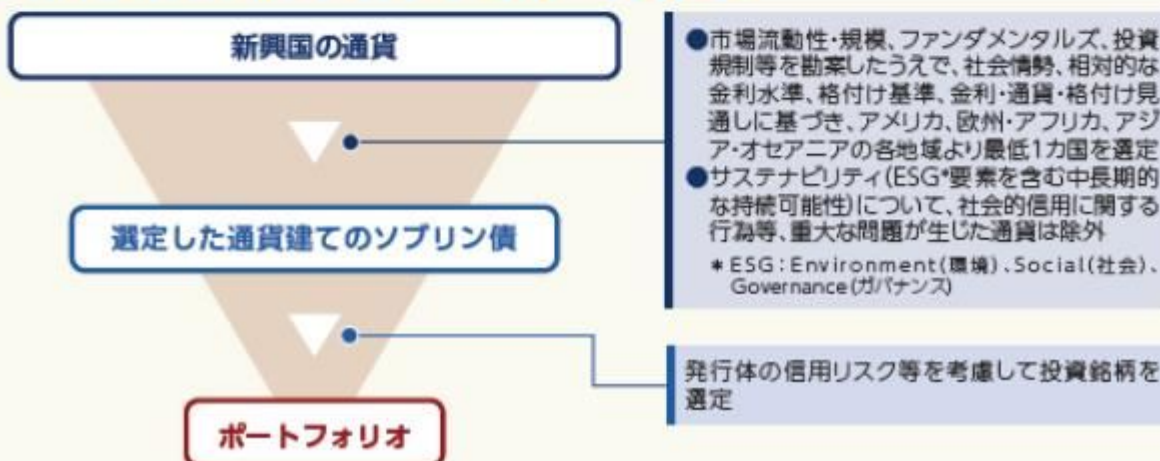 新興国の通貨
●市場流動性・規模、ファンダメンタルズ、投資
規制等を勘案したうえで、社会情勢、相対的な
金利水準、格付け基準、金利・通貨・格付け見
通しに基づき、アメリカ、欧州・アフリカ、アジ
ア・オセアニアの各地域より最低1カ国を選定
●サステナビリティ(ESG*要素を含む中長期的
な持続可能性)について、社会的信用に関する
行為等、重大な問題が生じた通貨は除外
* ESG：Environment(環境)、Social(社会)、
Governance(ガバナンス)
選定した通貨建てのソブリン債
発行体の信用リスク等を考慮して投資銘柄を
選定
ポートフォリオ